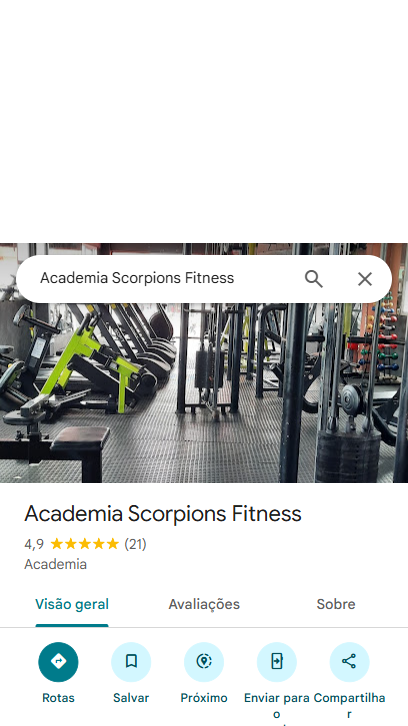 Academia Scorpions Fitness
Academia Scorpions Fitness
4,9 (21)
Academia
Visão geral Avaliações Sobre
Rotas Salvar Próximo Enviar para Compartilha
o r